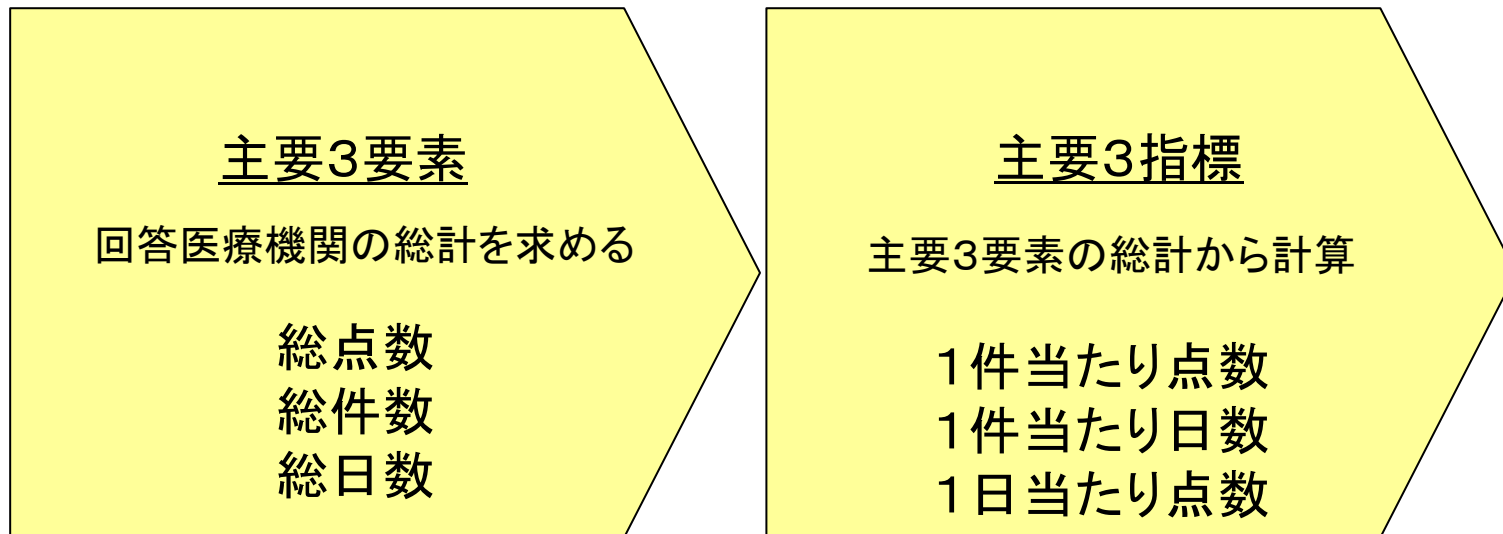 主要３要素
回答医療機関の総計を求める
総点数
総件数
総日数
主要３指標
主要３要素の総計から計算
１件当たり点数
１件当たり日数
１日当たり点数